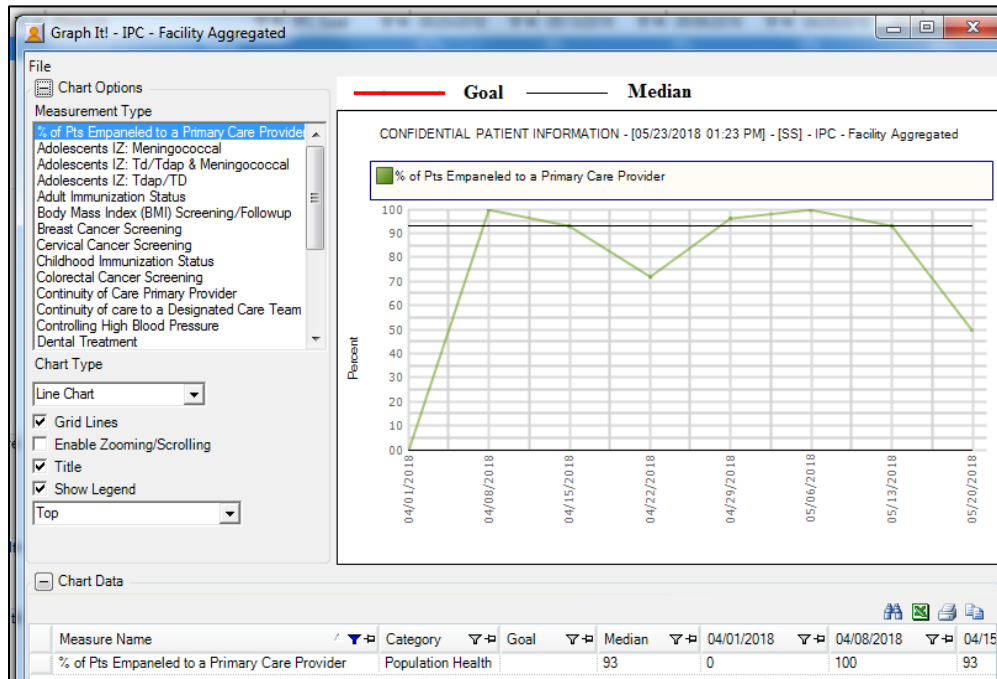 Graph It! - IPC - Facility Aggregated
File
Chart Options
Measurement Type
% of Pts Empaneled to a Primary Care Provider
Adolescents IZ: Meningococcal
Adolescents IZ: Td/Tdap & Meningococcal
Adolescents IZ: Tdap/TD
Adult Immunization Status
Body Mass Index (BMI) Screening/Followup
Breast Cancer Screening
Cervical Cancer Screening
Childhood Immunization Status
Colorectal Cancer Screening
Continuity of Care Primary Provider
Continuity of care to a Designated Care Team
Controlling High Blood Pressure
Dental Treatment
Chart Type
Line Chart
Grid Lines
Enable Zooming/Scrolling
Title
Show Legend
Top
Goal Median
CONFIDENTIAL PATIENT INFORMATION - [05/23/2018 01:23 PM] - [SS] - IPC - Facility Aggregated
% of Pts Empaneled to a Primary Care Provider
Percent
100
90
80
70
60
50
40
30
20
10
00
04/01/2018
04/08/2018
04/15/2018
04/22/2018
04/29/2018
05/06/2018
05/13/2018
05/20/2018
Chart Data
Measure Name Category Goal Median 04/01/2018 04/08/2018 04/15
% of Pts Empaneled to a Primary Care Provider Population Health 93 0 100 93